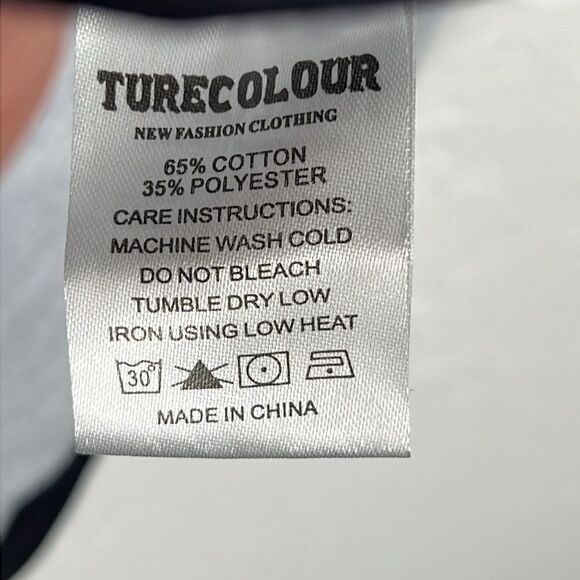 TURECOLOUR
NEW FASHION CLOTHING
65% COTTON
35% POLYESTER
CARE INSTRUCTIONS:
MACHINE WASH COLD
DO NOT BLEACH
TUMBLE DRY LOW
IRON USING LOW HEAT
30°
MADE IN CHINA